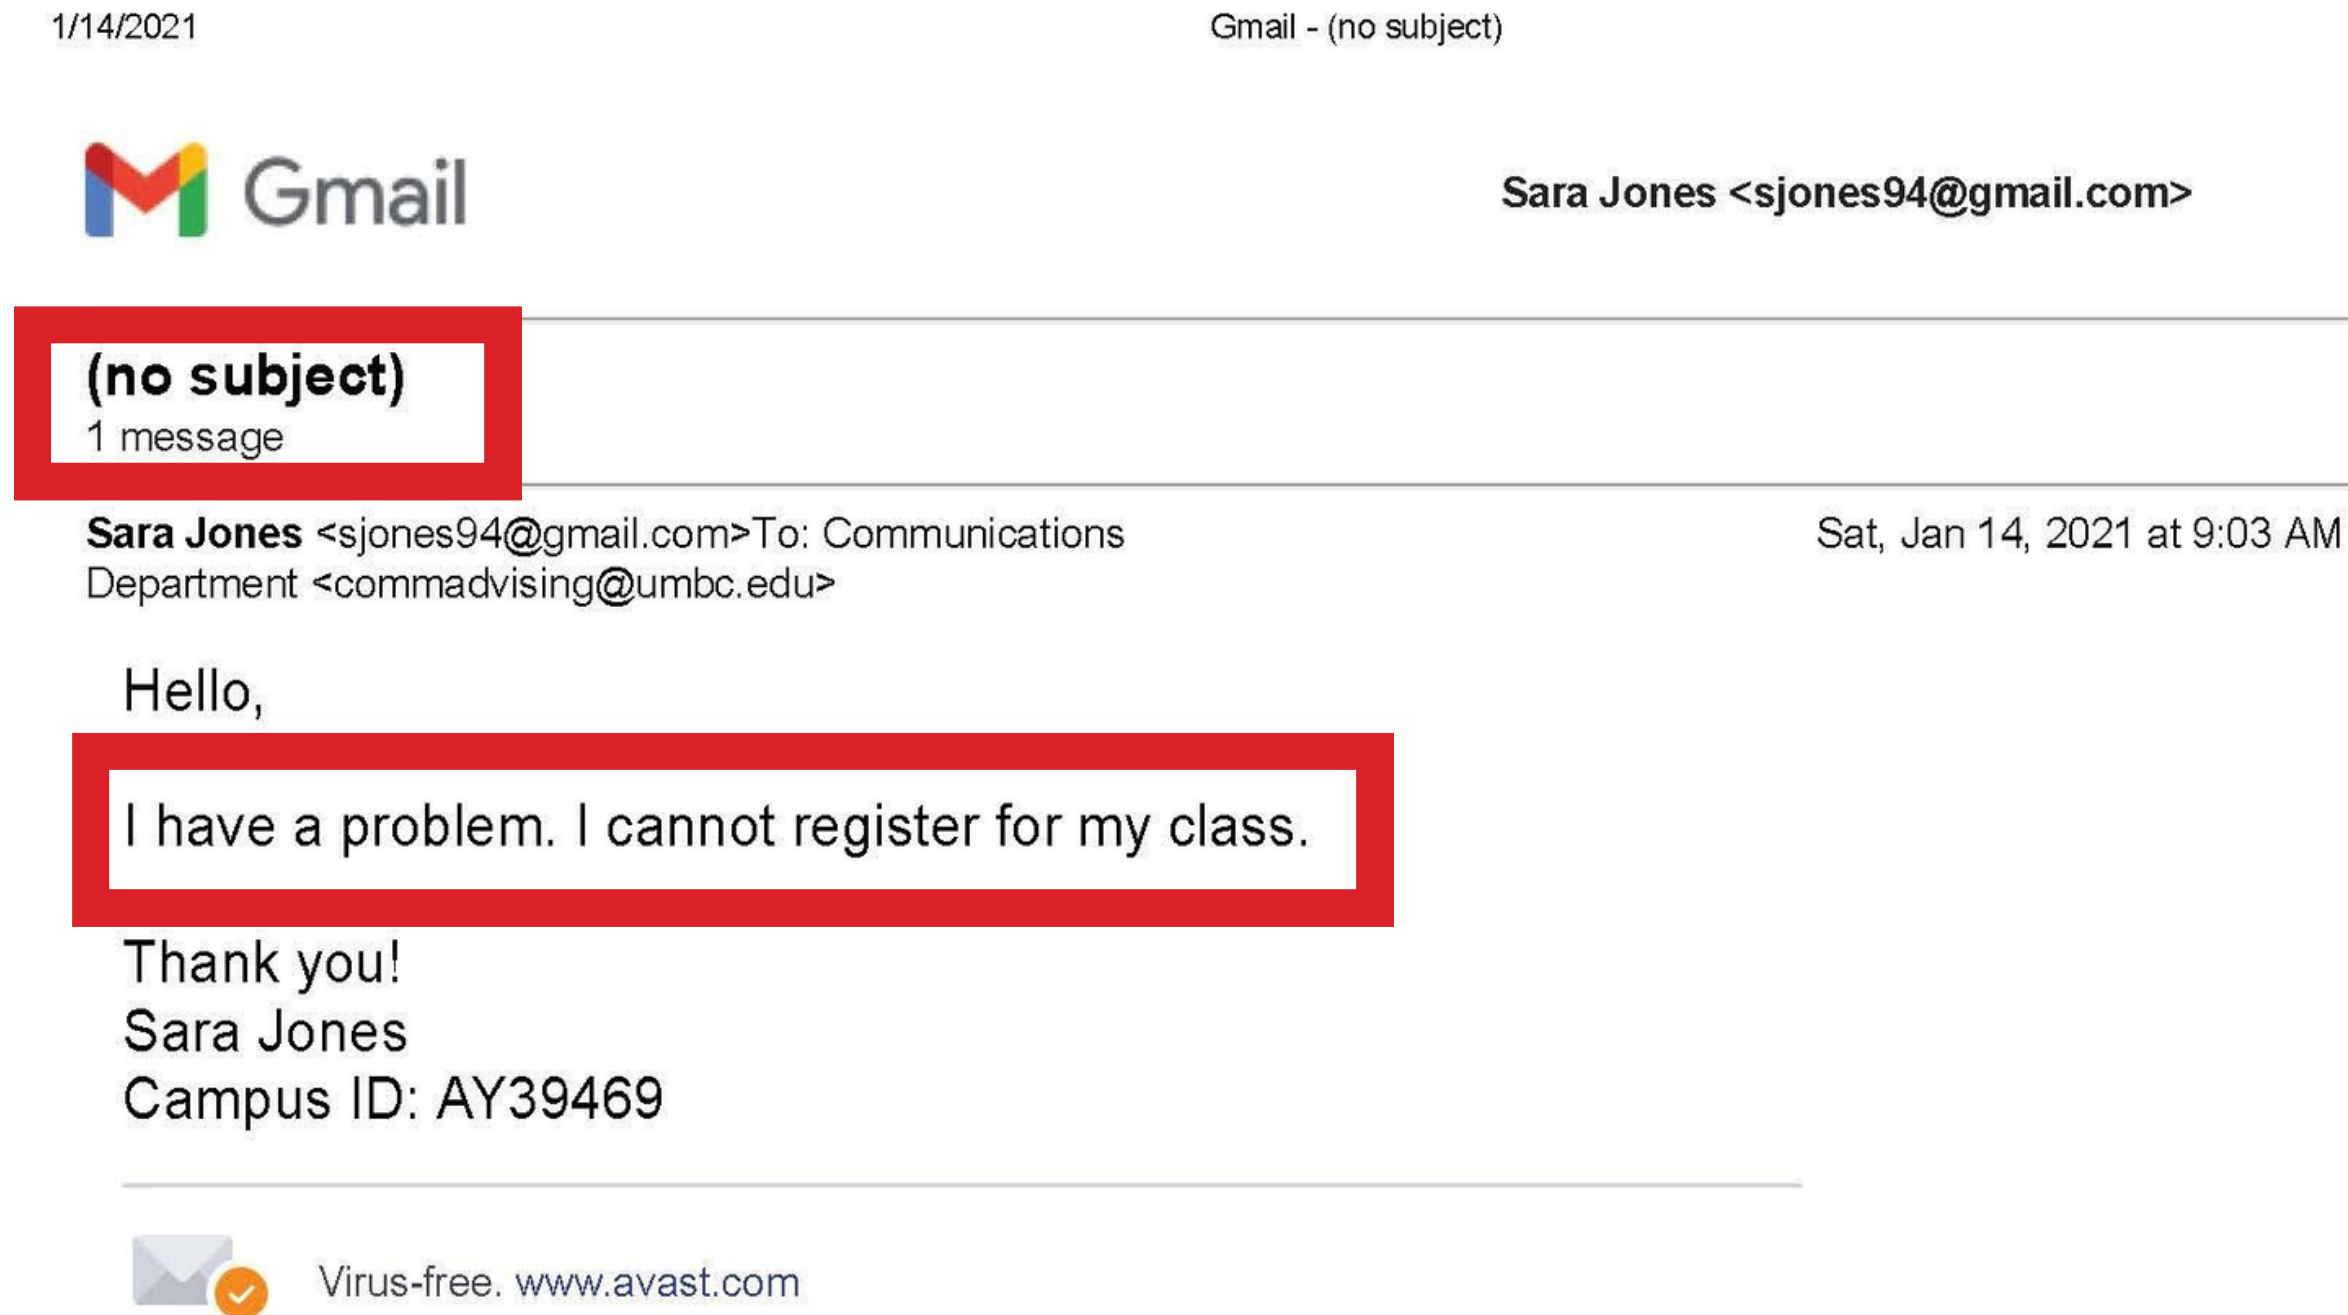 1/14/2021 Gmail - (no subject)
Gmail Sara Jones <sjones94@gmail.com>
(no subject)
1 message
Sara Jones <sjones94@gmail.com>To: Communications Sat, Jan 14, 2021 at 9:03 AM
Department <commadvising@umbc.edu>
Hello,
I have a problem. I cannot register for my class.
Thank you!
Sara Jones
Campus ID: AY39469
Virus-free. www.avast.com